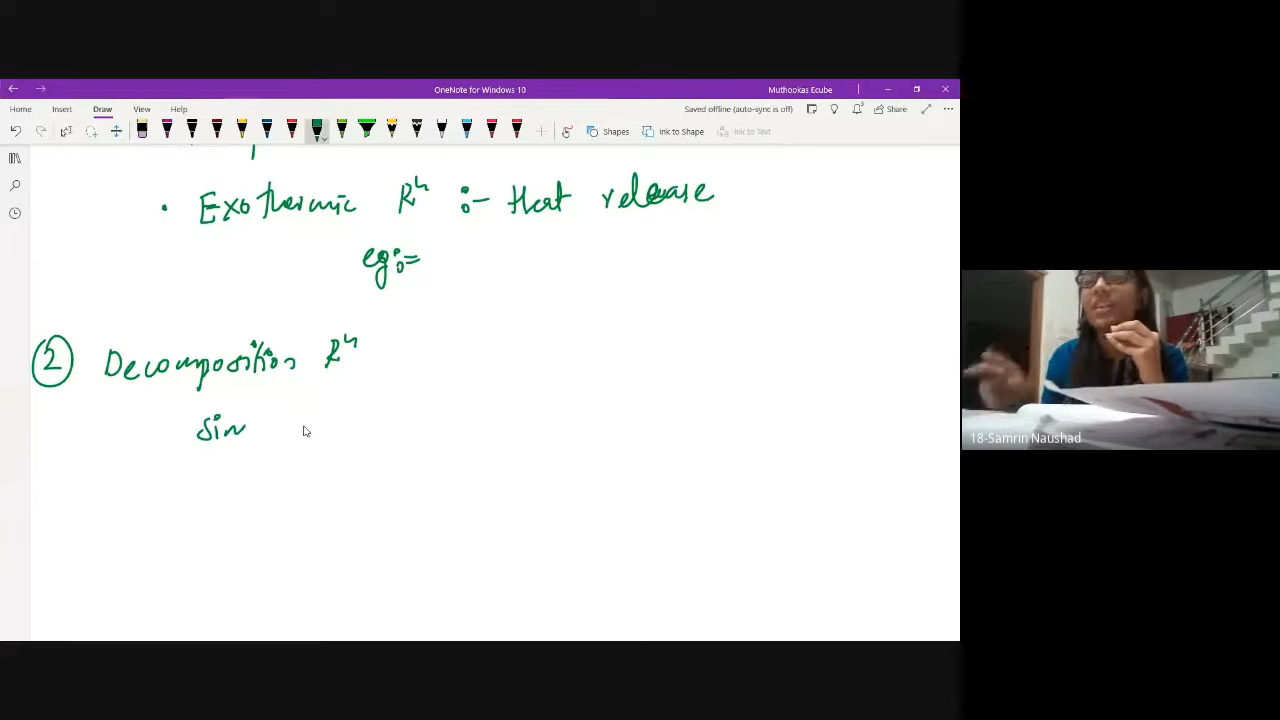 OneNote for Windows 10
Muthookas Ecube
Home Insert Draw View Help
Saved offline (auto-sync is off)
Share
Shapes
Ink to Shape
Ink to Text
• Exothermic Rn :- Heat release
eg:=
② Decomposition Rn
Sin
18-Samrin Naushad